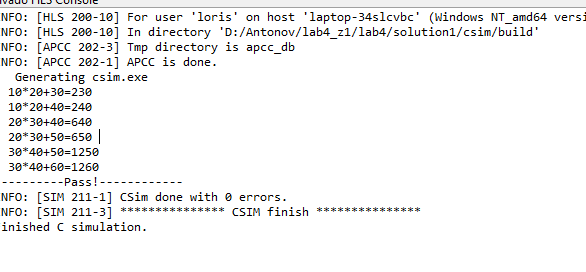 ivado HLS Console
NFO: [HLS 200-10] For user 'loris' on host 'laptop-34slcvbc' (Windows NT_amd64 versi
NFO: [HLS 200-10] In directory 'D:/Antonov/lab4_z1/lab4/solution1/csim/build'
NFO: [APCC 202-3] Tmp directory is apcc_db
NFO: [APCC 202-1] APCC is done.
Generating csim.exe
10*20+30=230
10*20+40=240
20*30+40=640
20*30+50=650
30*40+50=1250
30*40+60=1260
---------Pass!------------
NFO: [SIM 211-1] CSim done with 0 errors.
NFO: [SIM 211-3] *************** CSIM finish ***************
inished C simulation.